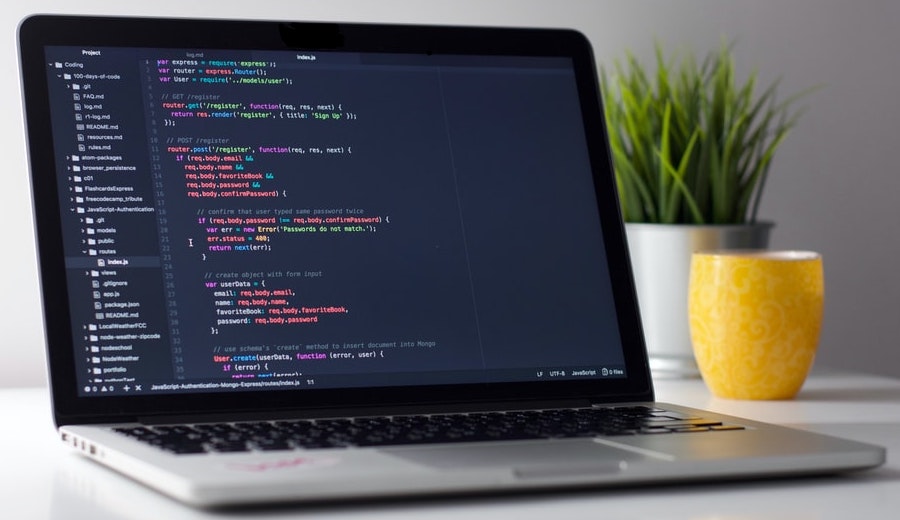 Project
log.md
index.js
Coding
100-days-of-code
.git
FAQ.md
log.md
r1-log.md
README.md
resources.md
rules.md
atom-packages
browser_persistence
c01
FlashcardsExpress
freecodecamp_tribute
JavaScript-Authentication
.git
models
public
routes
index.js
views
.gitignore
app.js
package.json
README.md
LocalWeatherFCC
node-weather-zipcode
nodeschool
NodeWeather
portfolio
1 var express = require('express');
2 var router = express.Router();
3 var User = require('../models/user');
4
5 // GET /register
6 router.get('/register', function(req, res, next) {
7 return res.render('register', { title: 'Sign Up' });
8 });
9
10 // POST /register
11 router.post('/register', function(req, res, next) {
12 if (req.body.email &&
13 req.body.name &&
14 req.body.favoriteBook &&
15 req.body.password &&
16 req.body.confirmPassword) {
17
18 // confirm that user typed same password twice
19 if (req.body.password !== req.body.confirmPassword) {
20 var err = new Error('Passwords do not match.');
21 err.status = 400;
22 return next(err);
23 }
24
25 // create object with form input
26 var userData = {
27 email: req.body.email,
28 name: req.body.name,
29 favoriteBook: req.body.favoriteBook,
30 password: req.body.password
31 };
32
33 // use schema's `create` method to insert document into Mongo
34 User.create(userData, function (error, user) {
35 if (error) {
36 return next(error);
0 0 JavaScript-Authentication-Mongo-Express/routes/index.js 1:1 LF UTF-8 JavaScript 0 files